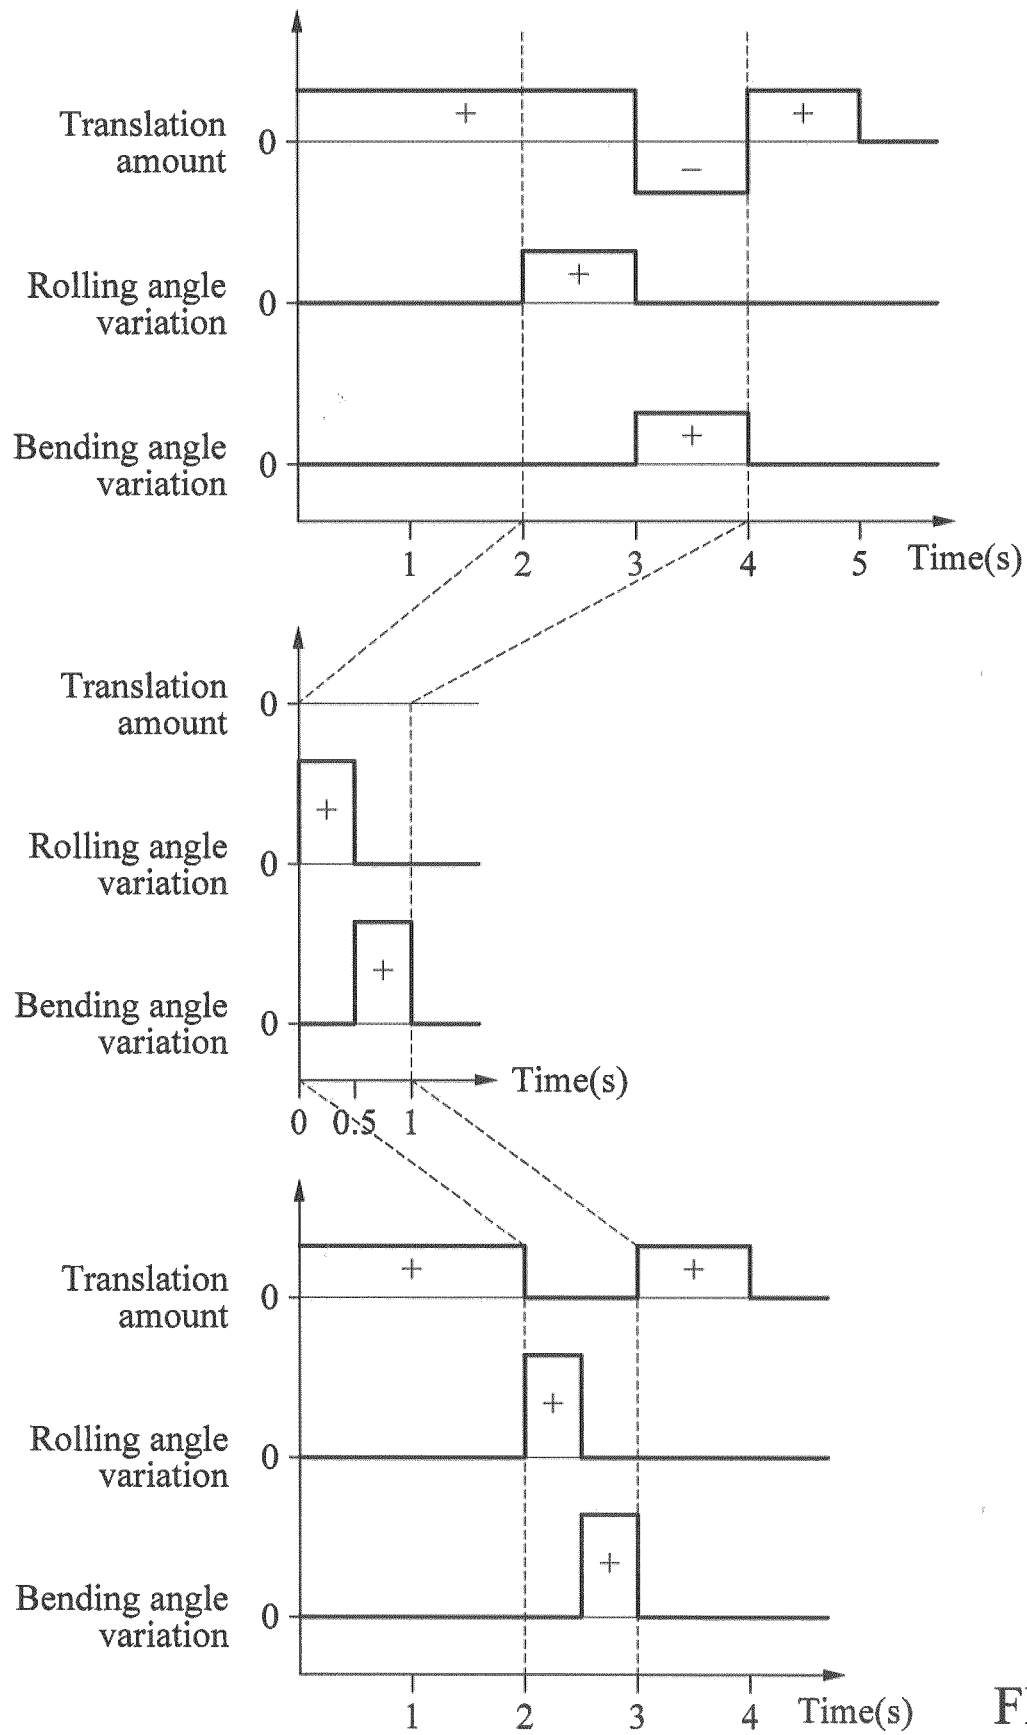 +
+
Translation
amount
0
−
+
Rolling angle
variation
0
+
Bending angle
variation
0
1 2 3 4 5 Time(s)
Translation
amount
0
+
Rolling angle
variation
0
+
Bending angle
variation
0
Time(s)
0 0.5 1
+
+
Translation
amount
0
+
Rolling angle
variation
0
+
Bending angle
variation
0
1 2 3 4 Time(s)